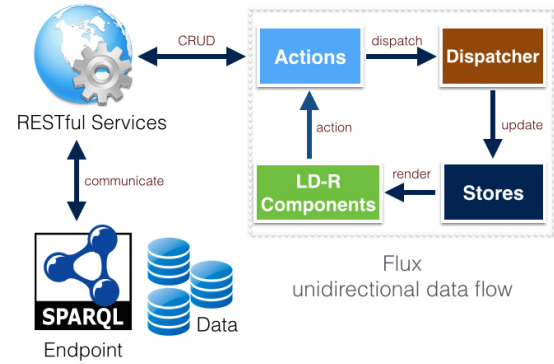 CRUD
Actions
dispatch
Dispatcher
RESTful Services
action
update
communicate
LD-R
Components
render
Stores
SPARQL
Data
Endpoint
Flux
unidirectional data flow